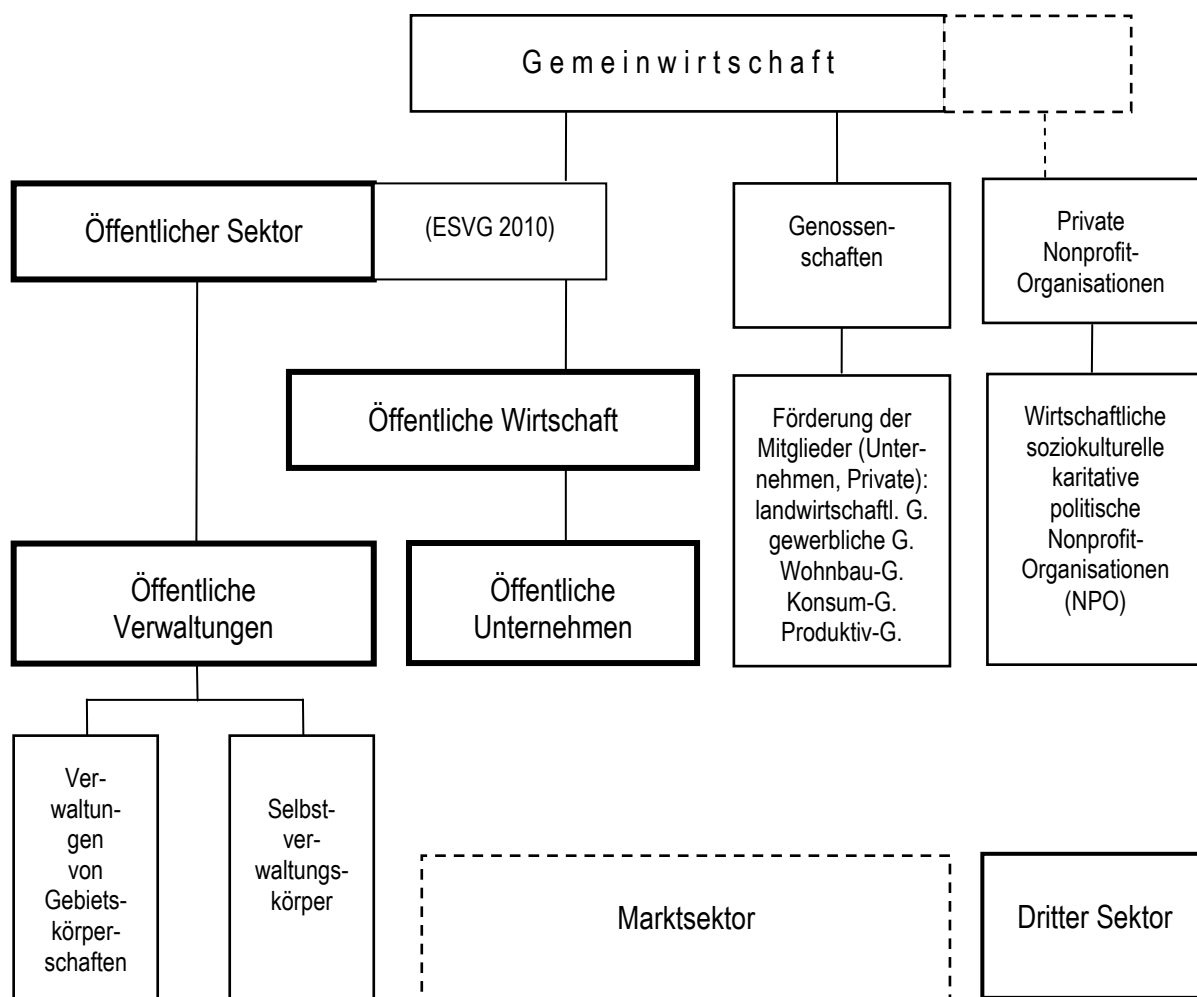 Gemeinwirtschaft
Öffentlicher Sektor
(ESVG 2010)
Genossen-
schaften
Private
Nonprofit-
Organisationen
Öffentliche Wirtschaft
Förderung der
Mitglieder (Unter-
nehmen, Private):
landwirtschaftl. G.
gewerbliche G.
Wohnbau-G.
Konsum-G.
Produktiv-G.
Wirtschaftliche
soziokulturelle
karitative
politische
Nonprofit-
Organisationen
(NPO)
Öffentliche
Verwaltungen
Öffentliche
Unternehmen
Ver-
waltun-
gen
von
Gebiets-
körper-
schaften
Selbst-
ver-
waltungs-
körper
Marktsektor
Dritter Sektor